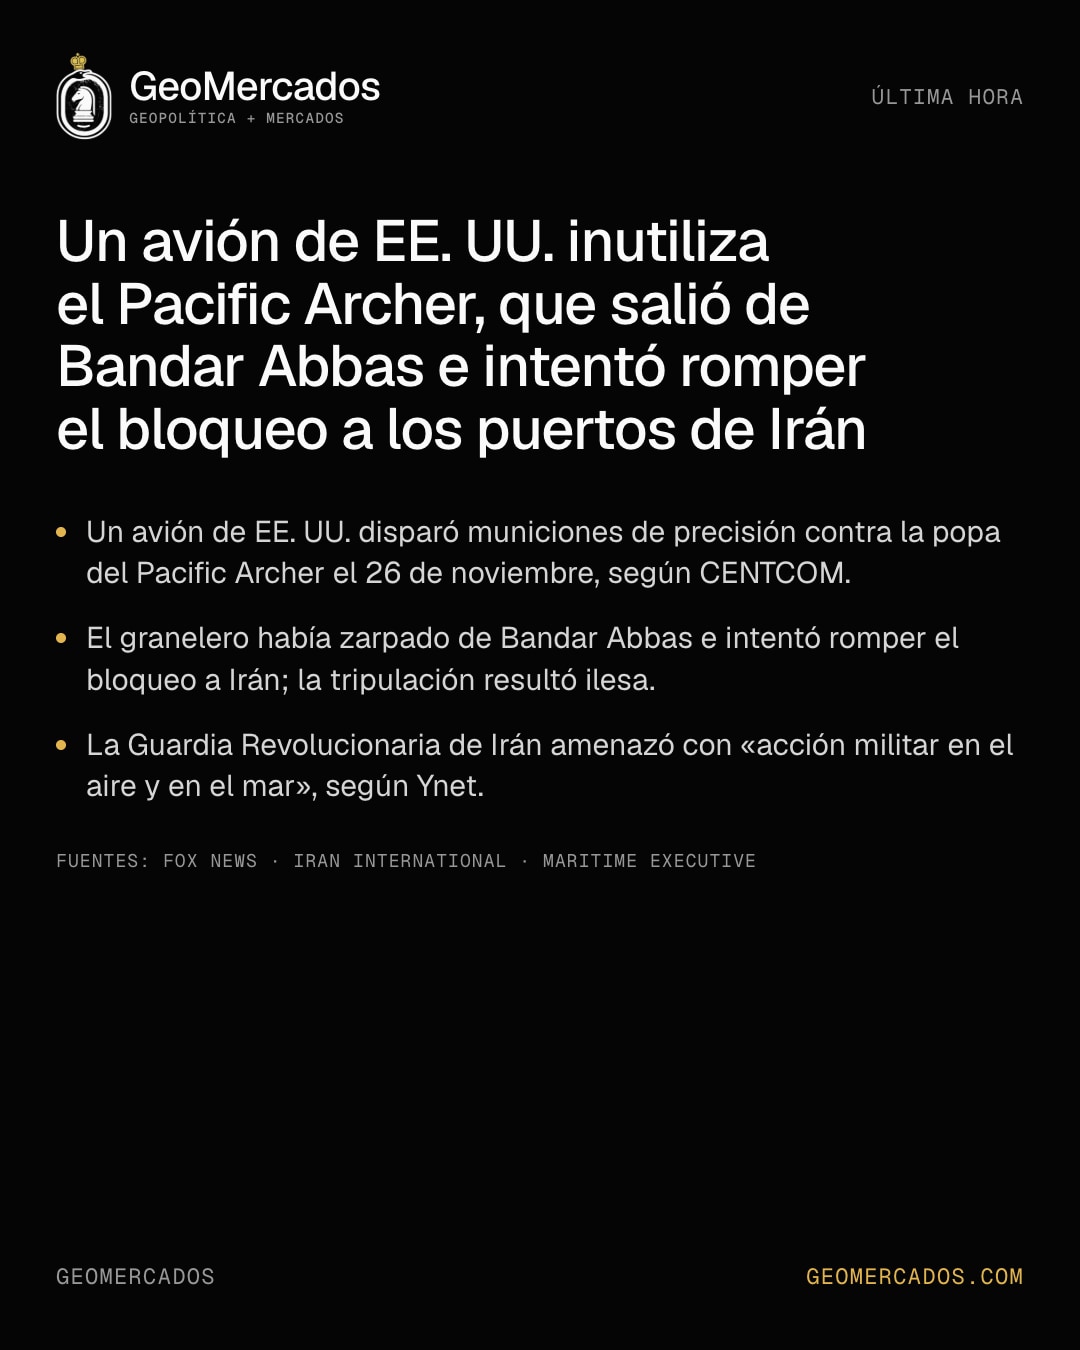 GeoMercados
GEOPOLÍTICA + MERCADOS
ÚLTIMA HORA
Un avión de EE. UU. inutiliza
el Pacific Archer, que salió de
Bandar Abbas e intentó romper
el bloqueo a los puertos de Irán
• Un avión de EE. UU. disparó municiones de precisión contra la popa
del Pacific Archer el 26 de noviembre, según CENTCOM.
• El granelero había zarpado de Bandar Abbas e intentó romper el
bloqueo a Irán; la tripulación resultó ilesa.
• La Guardia Revolucionaria de Irán amenazó con «acción militar en el
aire y en el mar», según Ynet.
FUENTES: FOX NEWS · IRAN INTERNATIONAL · MARITIME EXECUTIVE
GEOMERCADOS
GEOMERCADOS.COM